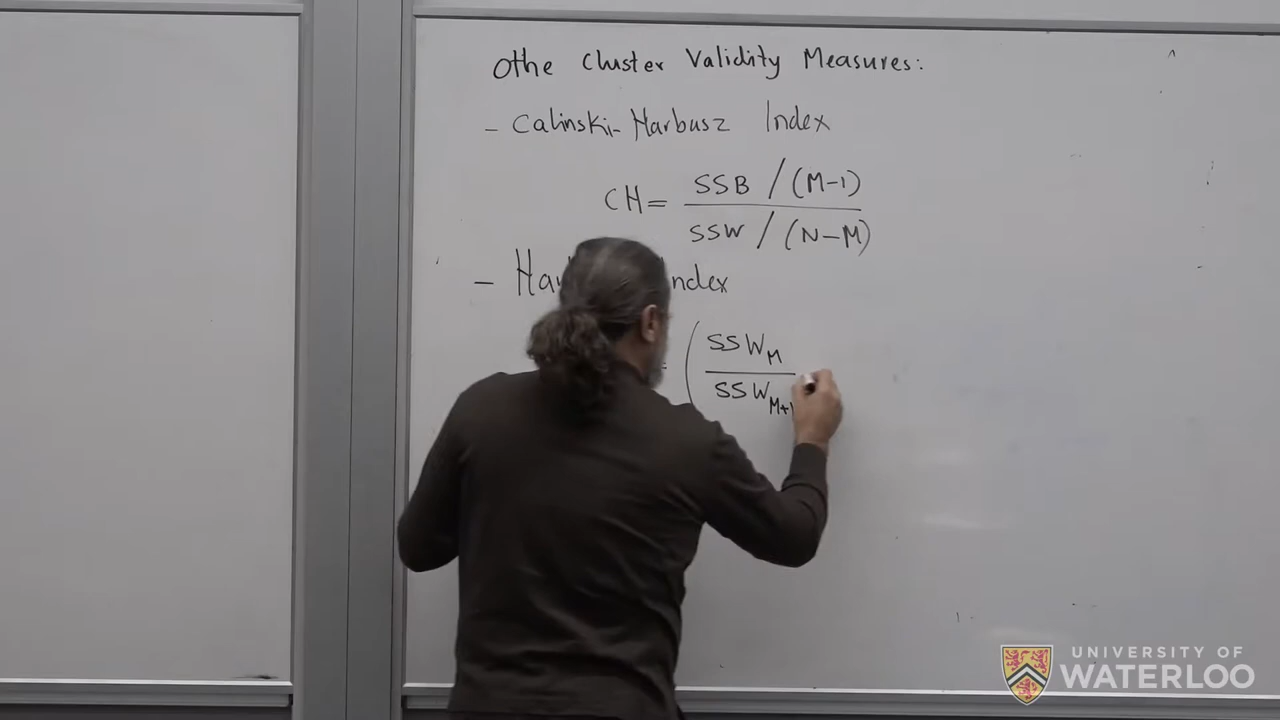 Othe Cluster Validity Measures:
- Calinski-Harbusz Index
CH = SSB / (M-1)
SSW / (N-M)
- Ha ndex
= ( SSW_M
SSW_M+1
UNIVERSITY OF
WATERLOO